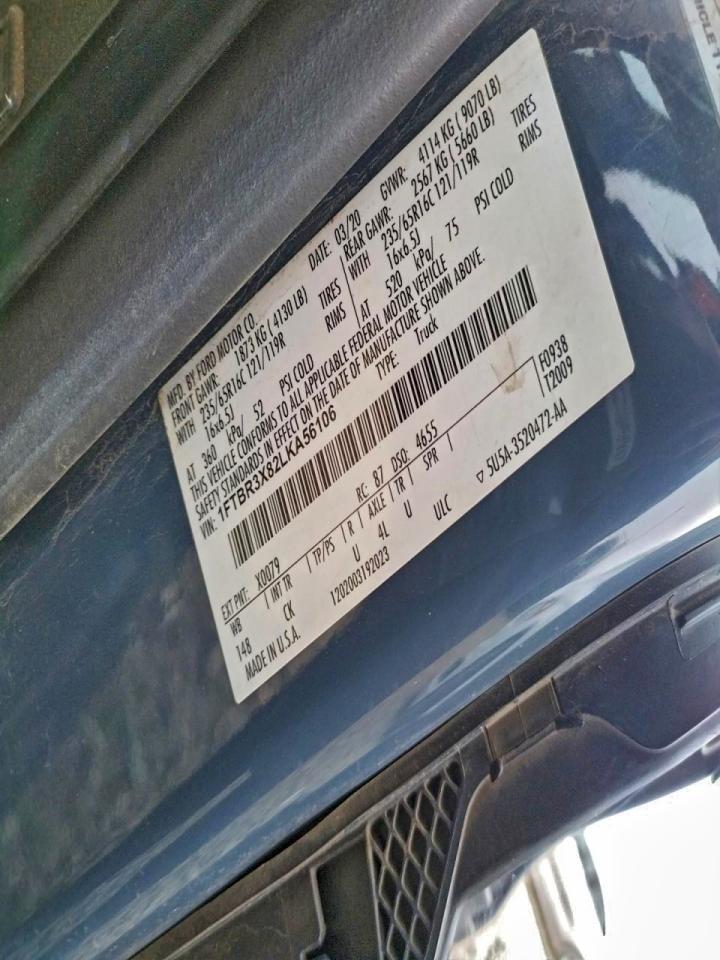 MFD. BY FORD MOTOR CO.
DATE: 03/20 GVWR: 4114 KG ( 9070 LB)
FRONT GAWR: 1873 KG ( 4130 LB) REAR GAWR: 2567 KG ( 5660 LB)
WITH 235/65R16C 121/119R TIRES WITH 235/65R16C 121/119R TIRES
16x6.5J RIMS 16x6.5J RIMS
AT 360 kPa/ 52 PSI COLD AT 520 kPa/ 75 PSI COLD
THIS VEHICLE CONFORMS TO ALL APPLICABLE FEDERAL MOTOR VEHICLE
SAFETY STANDARDS IN EFFECT ON THE DATE OF MANUFACTURE SHOWN ABOVE.
VIN: 1FTBR3X82LKA56106 TYPE: Truck
EXT PNT: X0079 RC: 87 DSO: 4655 F0938
WB INT TR TP/PS R AXLE TR SPR T2009
148 CK U 4L U
MADE IN U.S.A. 1202003192023 ULC ▽ 5U5A-3520472-AA